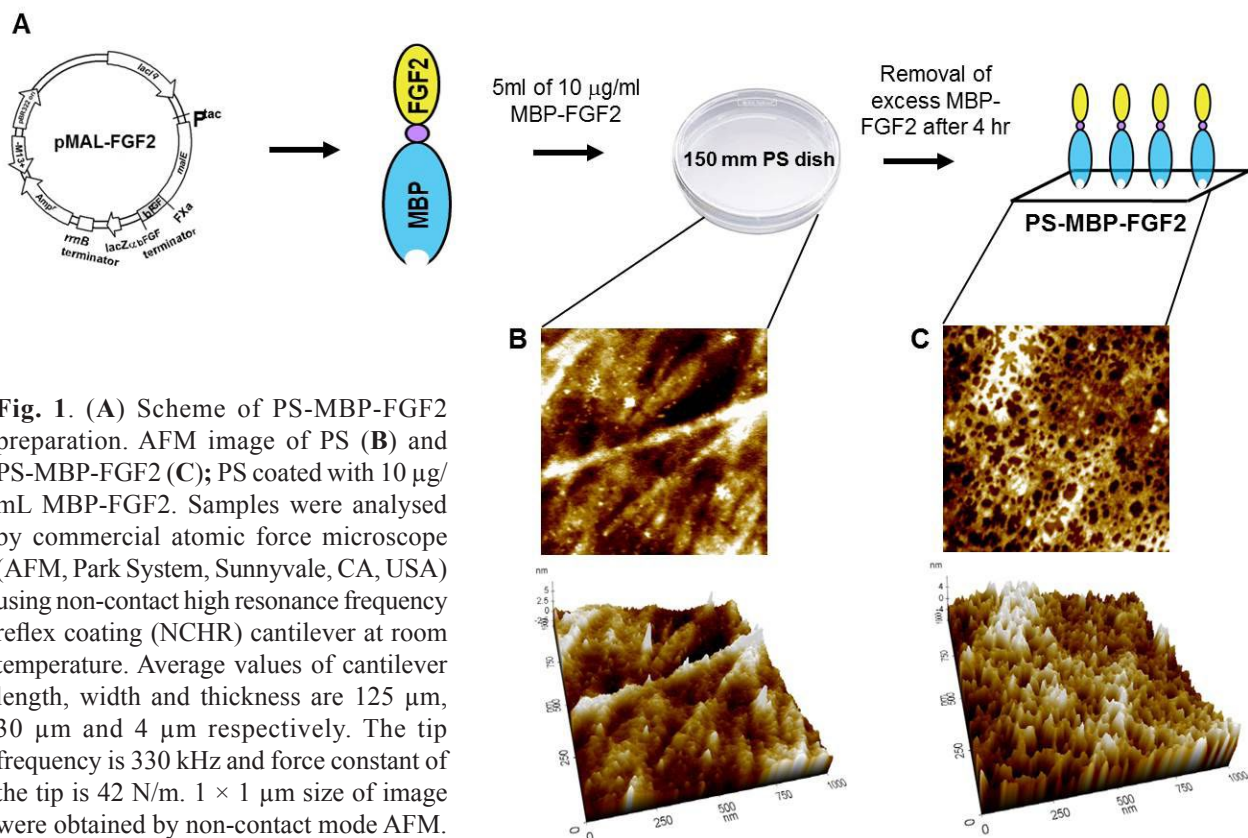 A
lacIq
Ptac
malE
FXa
bFGF
bFGF terminator
lacZα
rrnB
terminator
Ampr
M13+
pBR322 ori
pMAL-FGF2
FGF2
MBP
5ml of 10 μg/ml
MBP-FGF2
150 mm PS dish
Removal of
excess MBP-
FGF2 after 4 hr
PS-MBP-FGF2
B
C
Fig. 1. (A) Scheme of PS-MBP-FGF2
preparation. AFM image of PS (B) and
PS-MBP-FGF2 (C); PS coated with 10 µg/
mL MBP-FGF2. Samples were analysed
by commercial atomic force microscope
(AFM, Park System, Sunnyvale, CA, USA)
using non-contact high resonance frequency
reflex coating (NCHR) cantilever at room
temperature. Average values of cantilever
length, width and thickness are 125 µm,
30 µm and 4 µm respectively. The tip
frequency is 330 kHz and force constant of
the tip is 42 N/m. 1 × 1 µm size of image
were obtained by non-contact mode AFM.
nm
5
2.5
0
750
nm
500
250
0
0
250
500
nm
750
1000
nm
4
0
-4
1000
750
nm
500
250
0
0
250
500
nm
750
1000